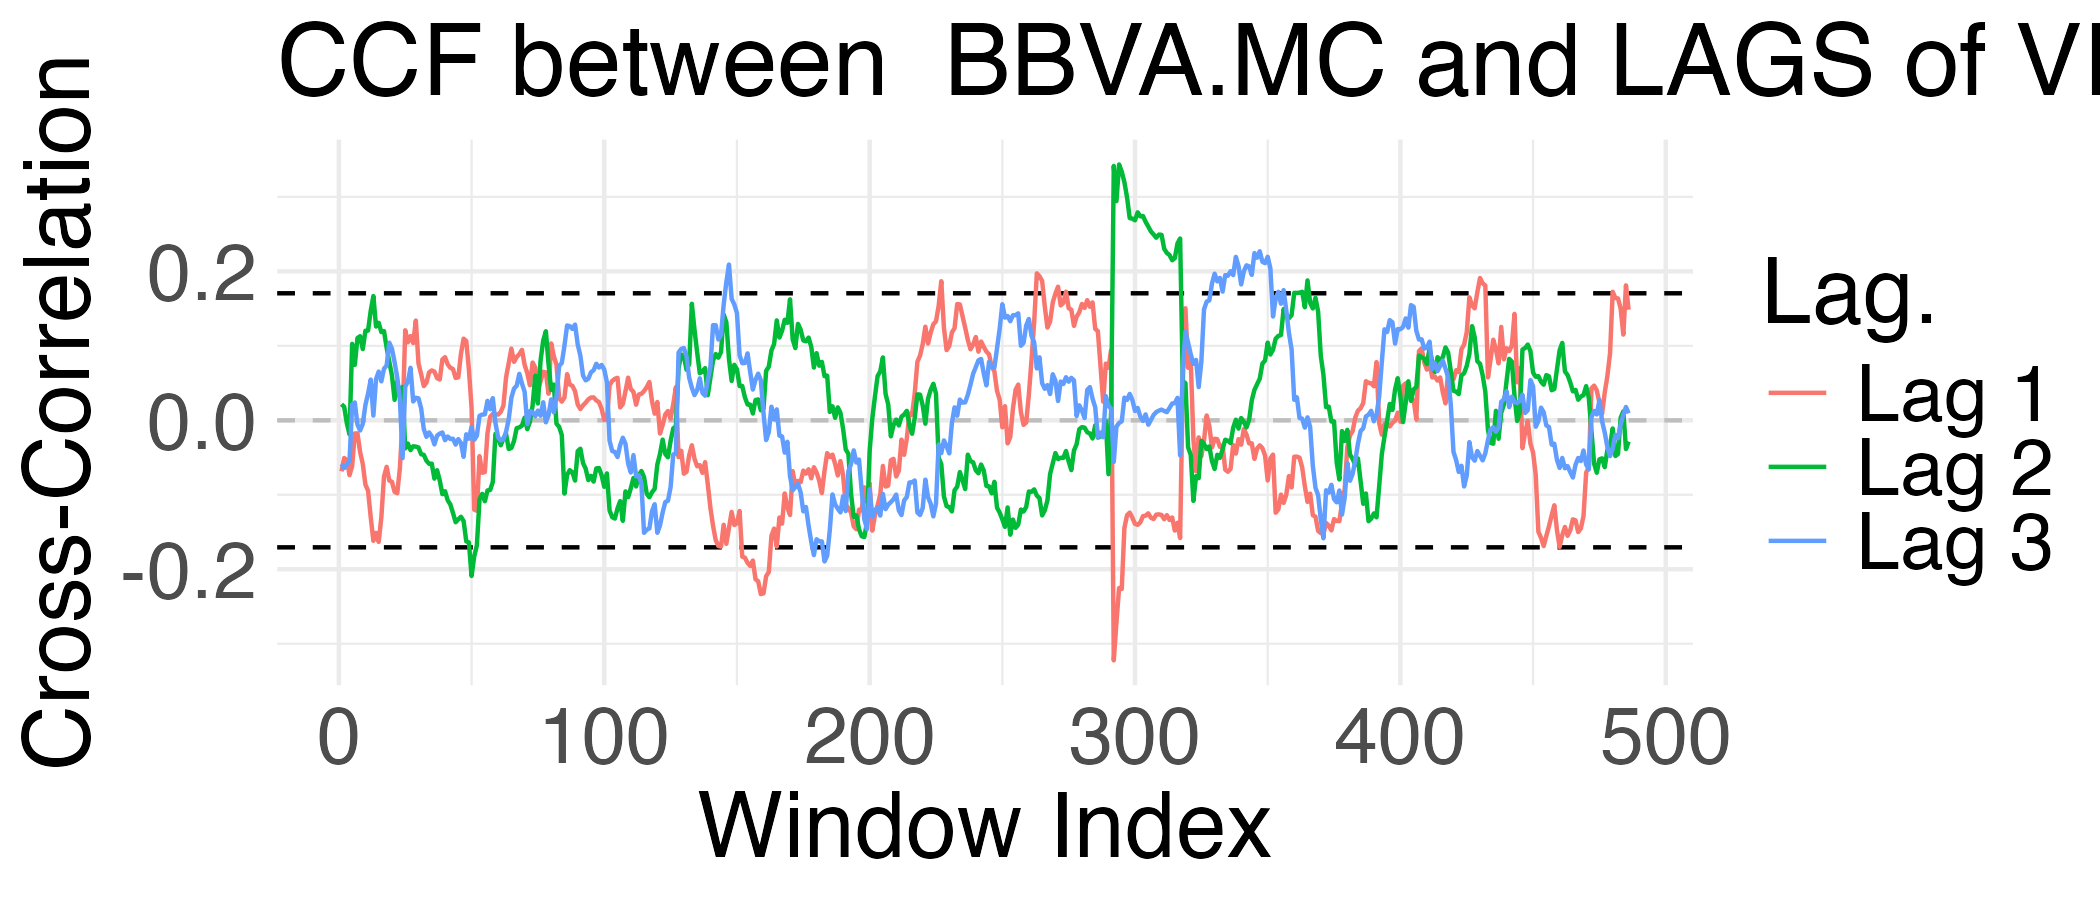 CCF between BBVA.MC and LAGS of
Cross-Correlation
0.2
0.0
-0.2
0
100
200
300
400
500
Window Index
Lag.
Lag 1
Lag 2
Lag 3